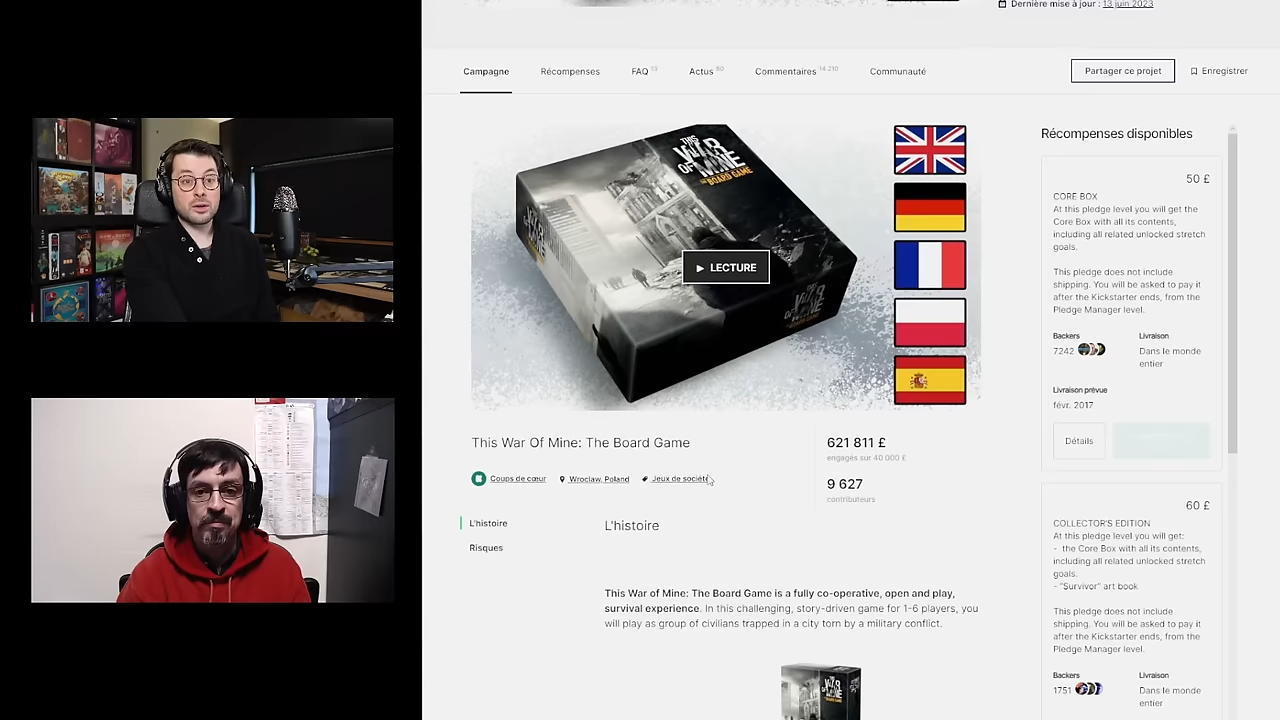 Dernière mise à jour : 13 juin 2023
Campagne
Récompenses
FAQ 13
Actus 60
Commentaires 14 210
Communauté
Partager ce projet
Enregistrer
THIS WAR OF MINE
THE BOARD GAME
LECTURE
Récompenses disponibles
50 £
CORE BOX
At this pledge level you will get the
Core Box with all its contents,
including all related unlocked stretch
goals.
This pledge does not include
shipping. You will be asked to pay it
after the Kickstarter ends, from the
Pledge Manager level.
Backers
7242
Livraison
Dans le monde
entier
Livraison prévue
févr. 2017
Détails
This War Of Mine: The Board Game
Coups de cœur
Wroclaw, Poland
Jeux de société
621 811 £
engagés sur 40 000 £
9 627
contributeurs
L'histoire
Risques
L'histoire
This War of Mine: The Board Game is a fully co-operative, open and play,
survival experience. In this challenging, story-driven game for 1-6 players, you
will play as group of civilians trapped in a city torn by a military conflict.
60 £
COLLECTOR'S EDITION
At this pledge level you will get:
- the Core Box with all its contents,
including all related unlocked stretch
goals.
- "Survivor" art book
This pledge does not include
shipping. You will be asked to pay it
after the Kickstarter ends, from the
Pledge Manager level.
Backers
1751
Livraison
Dans le monde
entier